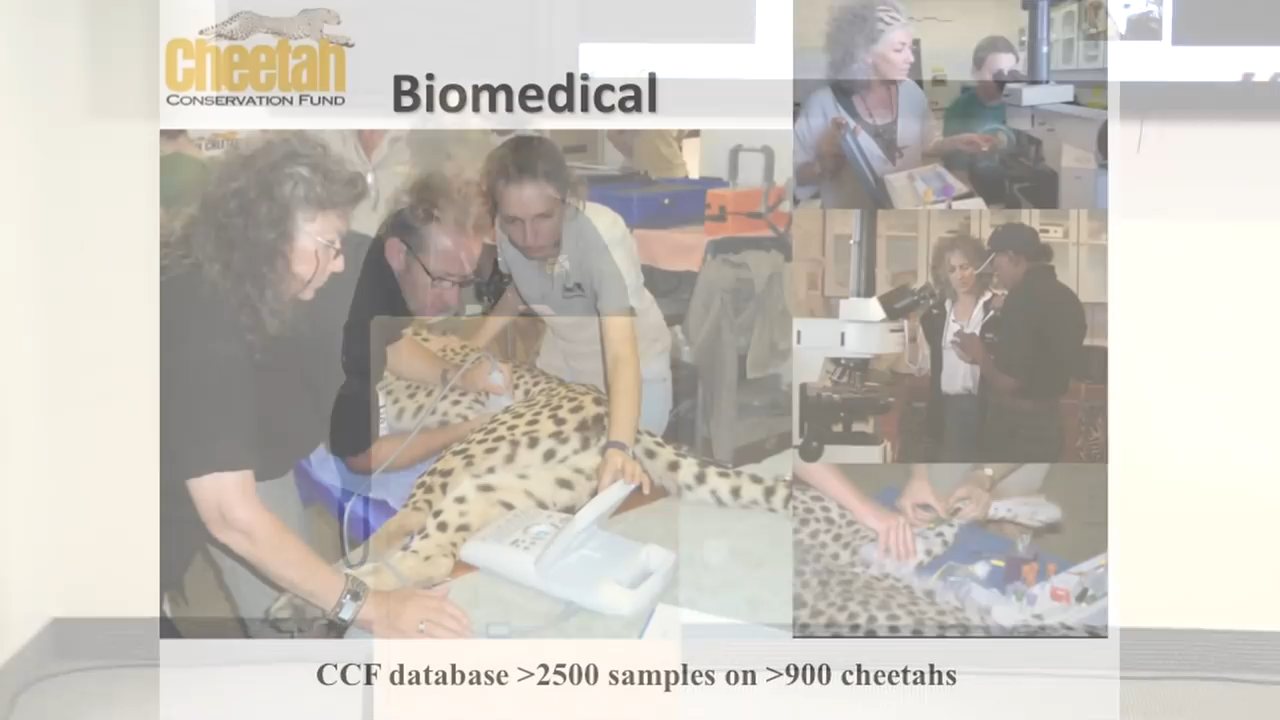 Cheetah
CONSERVATION FUND
Biomedical
CCF database >2500 samples on >900 cheetahs